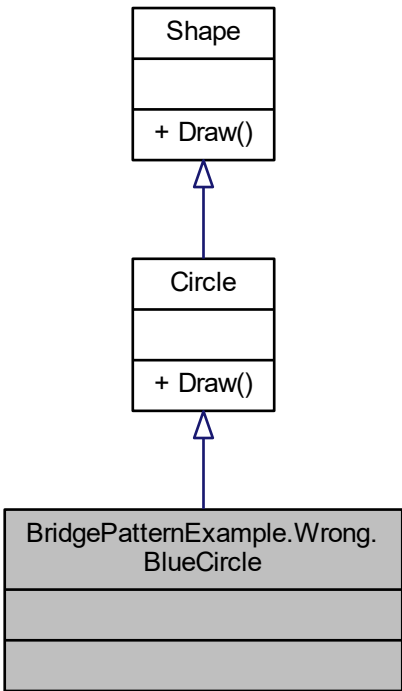 Shape
+ Draw()
Circle
+ Draw()
BridgePatternExample.Wrong.
BlueCircle